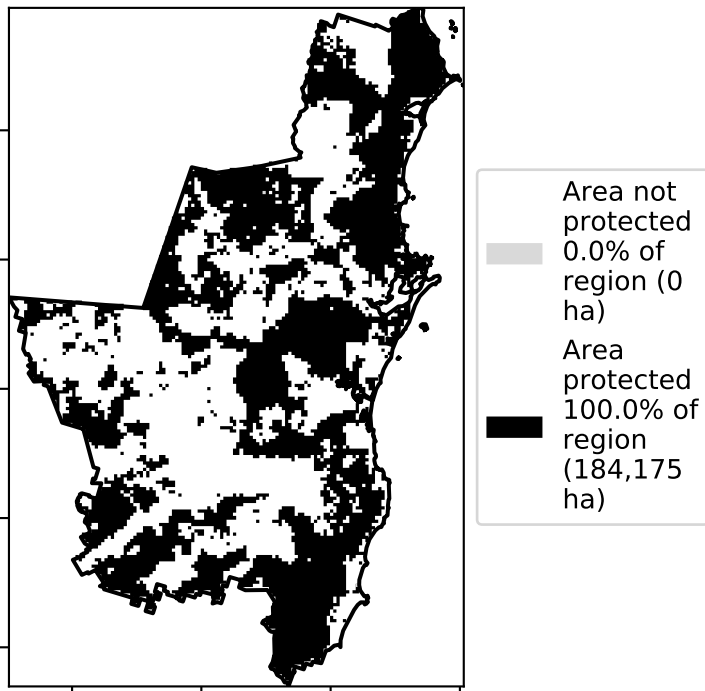 Area not
protected
0.0% of
region (0
ha)
Area
protected
100.0% of
region
(184,175
ha)